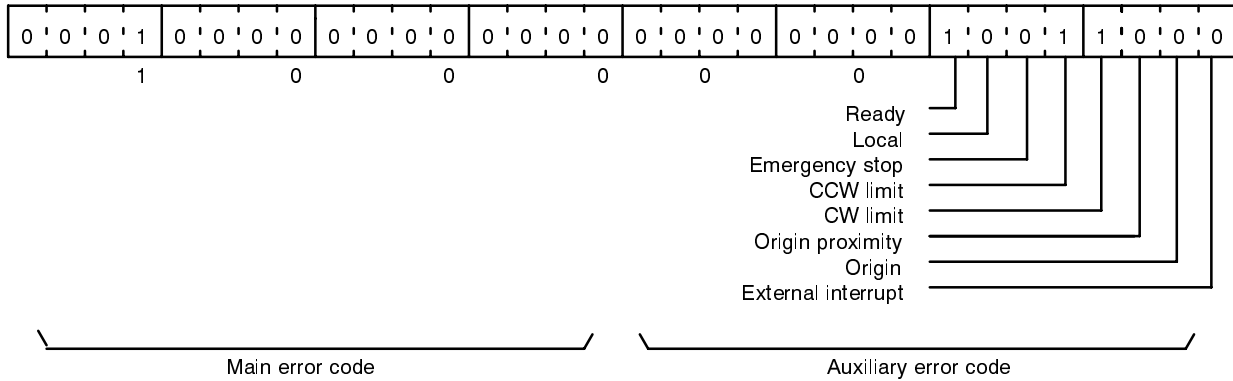 0 0 0 1 0 0 0 0 0 0 0 0 0 0 0 0 0 0 0 0 0 0 0 0 1 0 0 1 1 0 0 0
1 0 0 0 0 0
Ready
Local
Emergency stop
CCW limit
CW limit
Origin proximity
Origin
External interrupt
Main error code Auxiliary error code